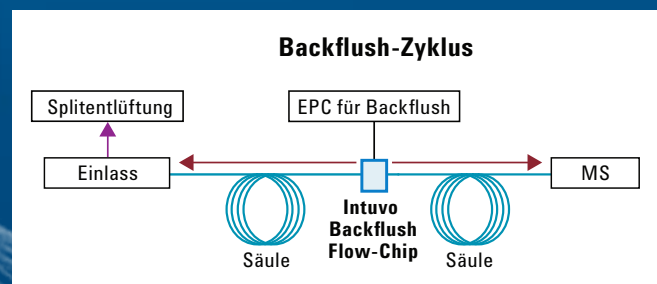 Backflush-Zyklus
Splitentlüftung
EPC für Backflush
Einlass
MS
Intuvo
Backflush
Flow-Chip
Säule
Säule